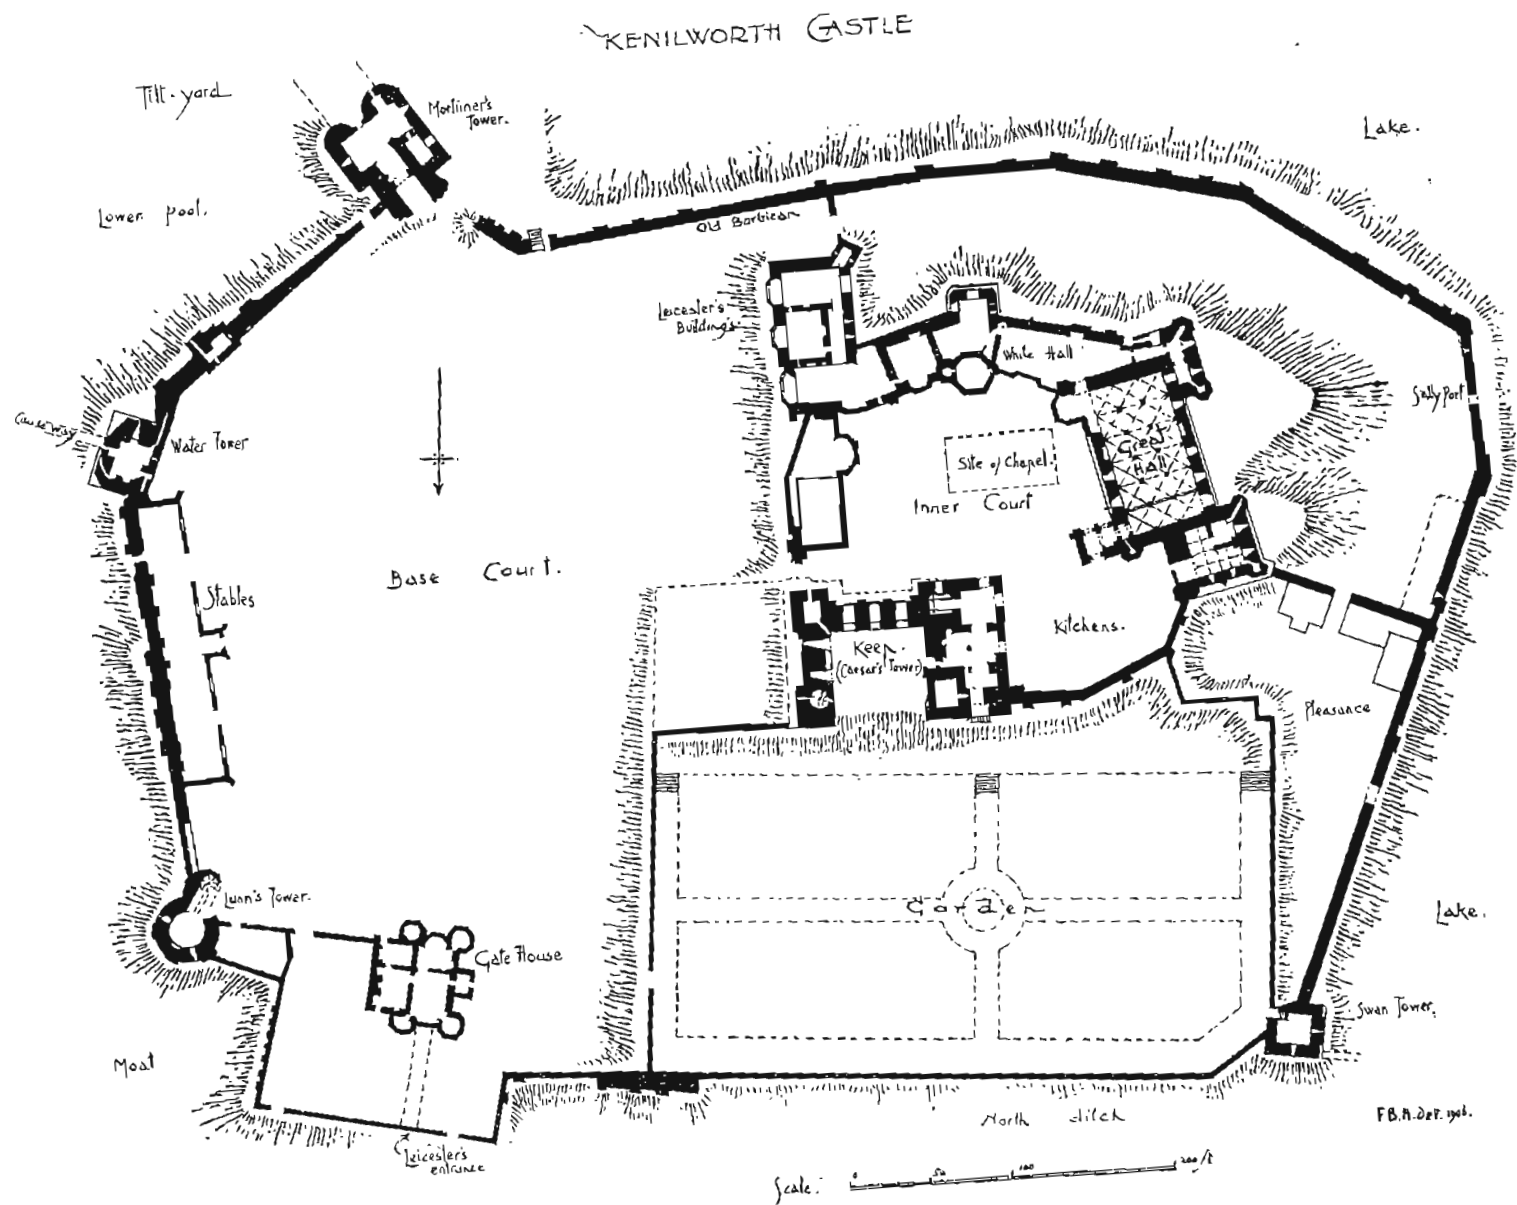 KENILWORTH CASTLE
Tilt-yard
Mortimer's
Tower.
Lake.
Lower pool.
Old Barbican
Leicester's
Buildings.
White Hall
Sally Port
Causeway
Water Tower
Great
Hall
Site of Chapel.
Inner Court
Base Court.
Stables
Kitchens.
Keep.
(Caesar's Tower)
Pleasance
Lunn's Tower.
Garden
Lake.
Gate House
Swan Tower.
Moat
North ditch
F.B.A. Det. 1906.
Leicester's
entrance
Scale.
0 50 100 200 ft